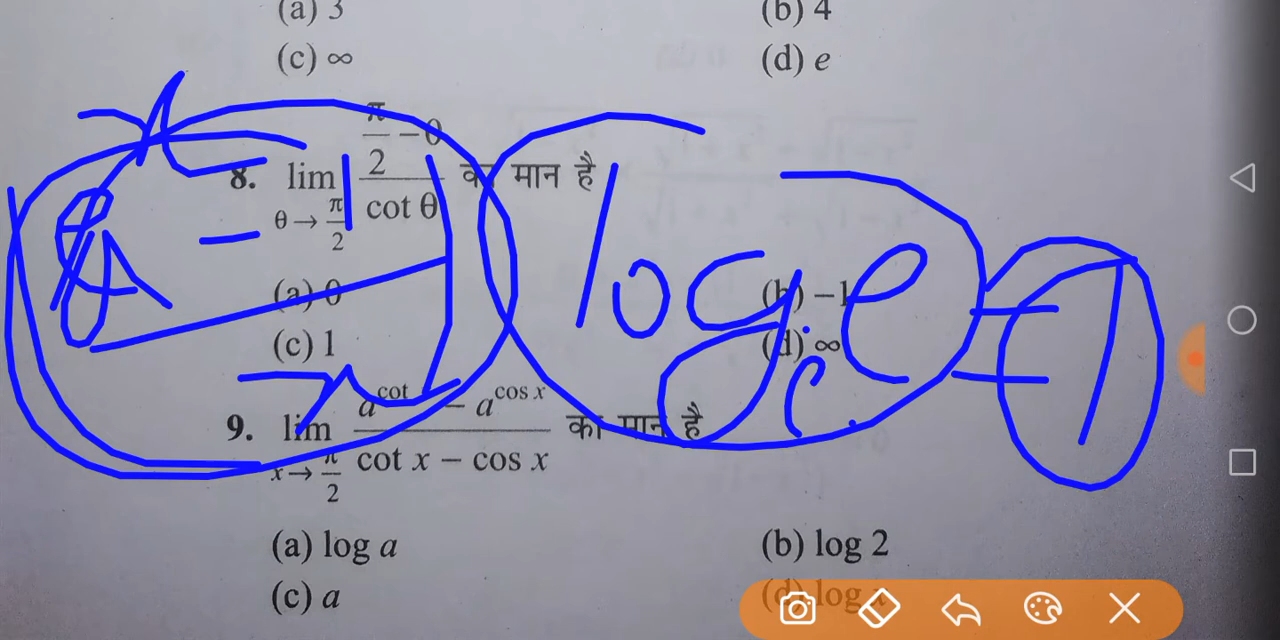 (a) 3 (b) 4
(c) ∞ (d) e
8. lim θ→π/2 (π/2 − θ)/(cot θ) का मान है
(a) 0 (b) −1
(c) 1 (d) ∞
log e = 1
9. lim x→π/2 (a^cot − a^cos x)/(cot x − cos x) का मान है
(a) log a (b) log 2
(c) a (d) log